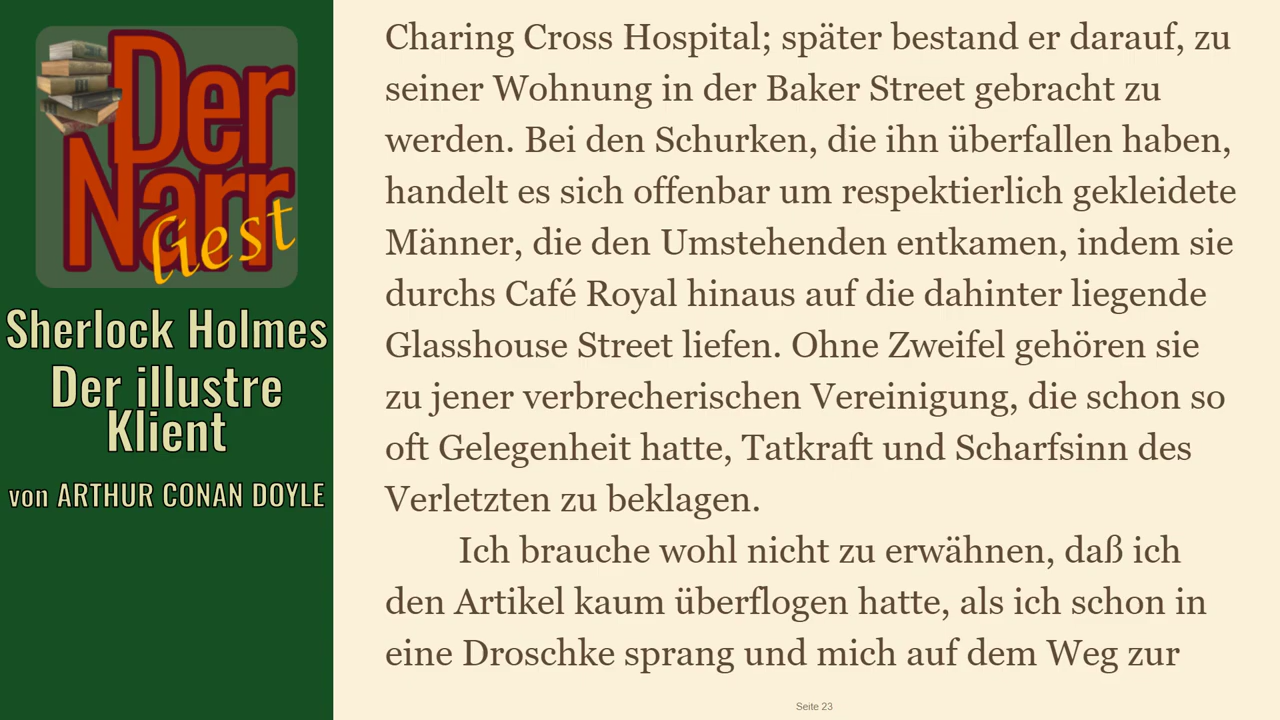 Der
Narr
liest
Sherlock Holmes
Der illustre
Klient
von ARTHUR CONAN DOYLE
Charing Cross Hospital; später bestand er darauf, zu
seiner Wohnung in der Baker Street gebracht zu
werden. Bei den Schurken, die ihn überfallen haben,
handelt es sich offenbar um respektierlich gekleidete
Männer, die den Umstehenden entkamen, indem sie
durchs Café Royal hinaus auf die dahinter liegende
Glasshouse Street liefen. Ohne Zweifel gehören sie
zu jener verbrecherischen Vereinigung, die schon so
oft Gelegenheit hatte, Tatkraft und Scharfsinn des
Verletzten zu beklagen.
Ich brauche wohl nicht zu erwähnen, daß ich
den Artikel kaum überflogen hatte, als ich schon in
eine Droschke sprang und mich auf dem Weg zur
Seite 23